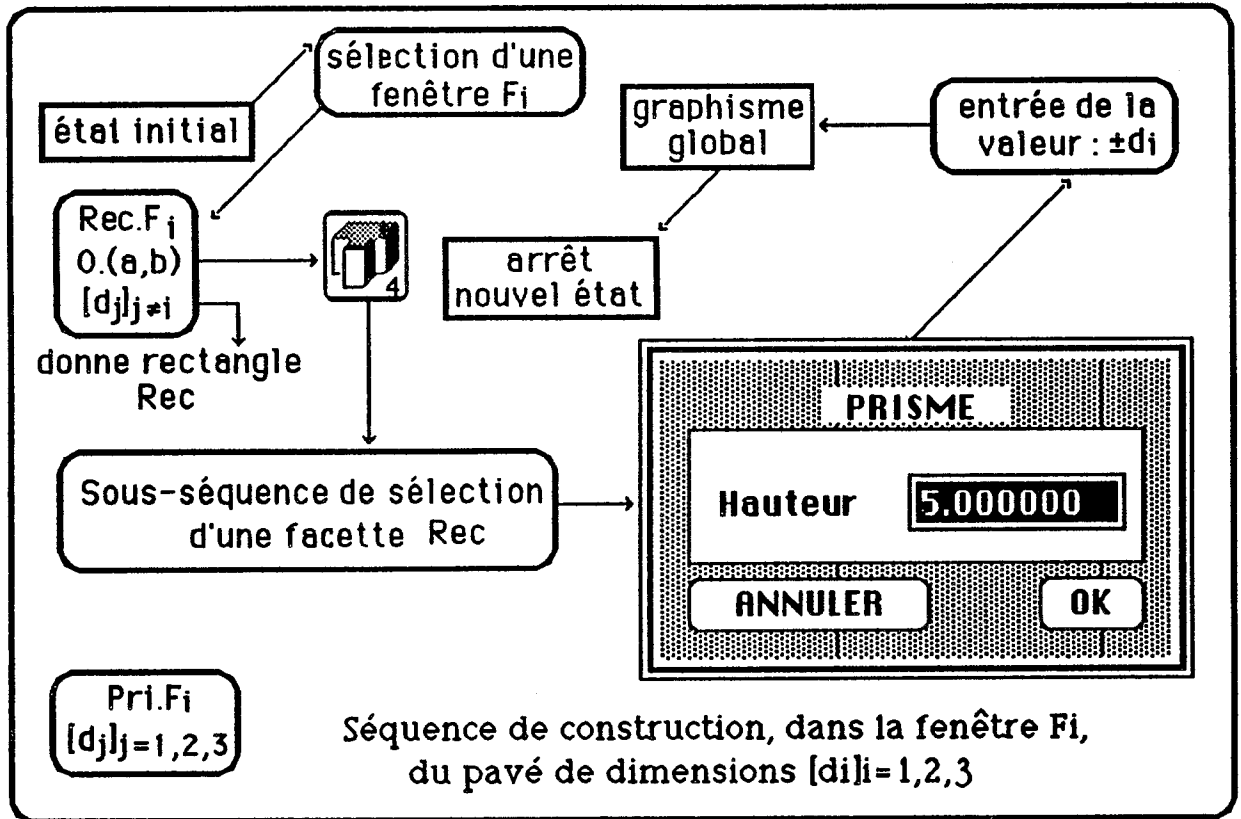 sélection d'une
fenêtre Fi
état initial
graphisme
global
entrée de la
valeur : ±di
Rec.Fi
O.(a,b)
[dj]j≠i
4
arrêt
nouvel état
donne rectangle
Rec
PRISME
Hauteur 5.000000
ANNULER OK
Sous-séquence de sélection
d'une facette Rec
Pri.Fi
[dj]j=1,2,3
Séquence de construction, dans la fenêtre Fi,
du pavé de dimensions [di]i=1,2,3